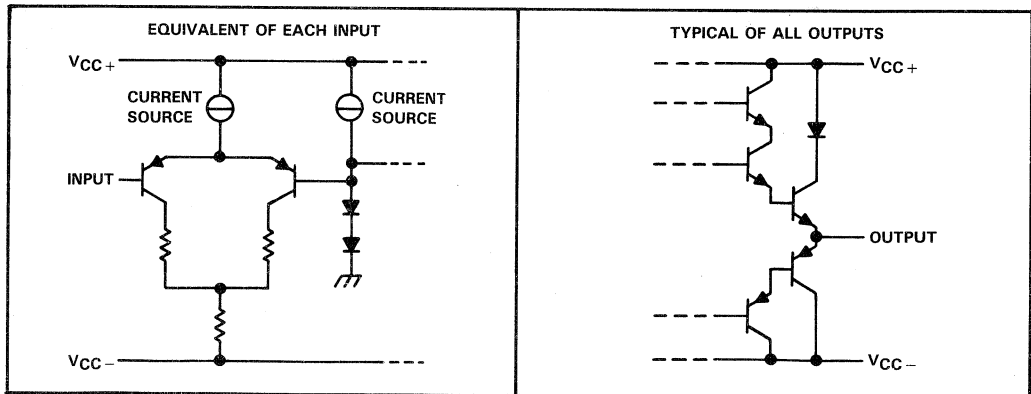 EQUIVALENT OF EACH INPUT
VCC+
CURRENT
SOURCE
CURRENT
SOURCE
INPUT
VCC−
TYPICAL OF ALL OUTPUTS
VCC+
OUTPUT
VCC−